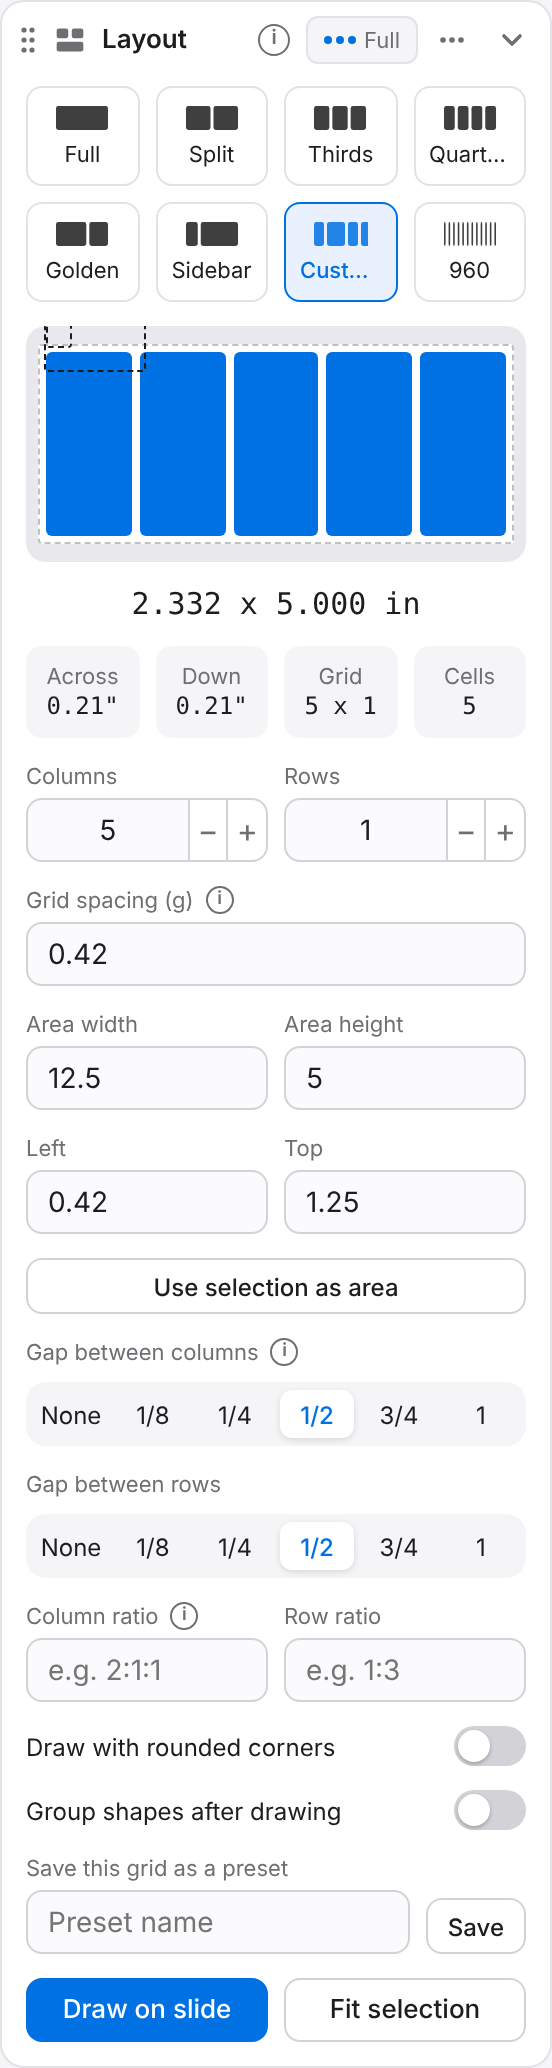 Layout
Full
Full Split Thirds Quart...
Golden Sidebar Cust... 960
2.332 x 5.000 in
Across Down Grid Cells
0.21" 0.21" 5 x 1 5
Columns Rows
5 − + 1 − +
Grid spacing (g)
0.42
Area width Area height
12.5 5
Left Top
0.42 1.25
Use selection as area
Gap between columns
None 1/8 1/4 1/2 3/4 1
Gap between rows
None 1/8 1/4 1/2 3/4 1
Column ratio Row ratio
e.g. 2:1:1 e.g. 1:3
Draw with rounded corners
Group shapes after drawing
Save this grid as a preset
Preset name Save
Draw on slide Fit selection